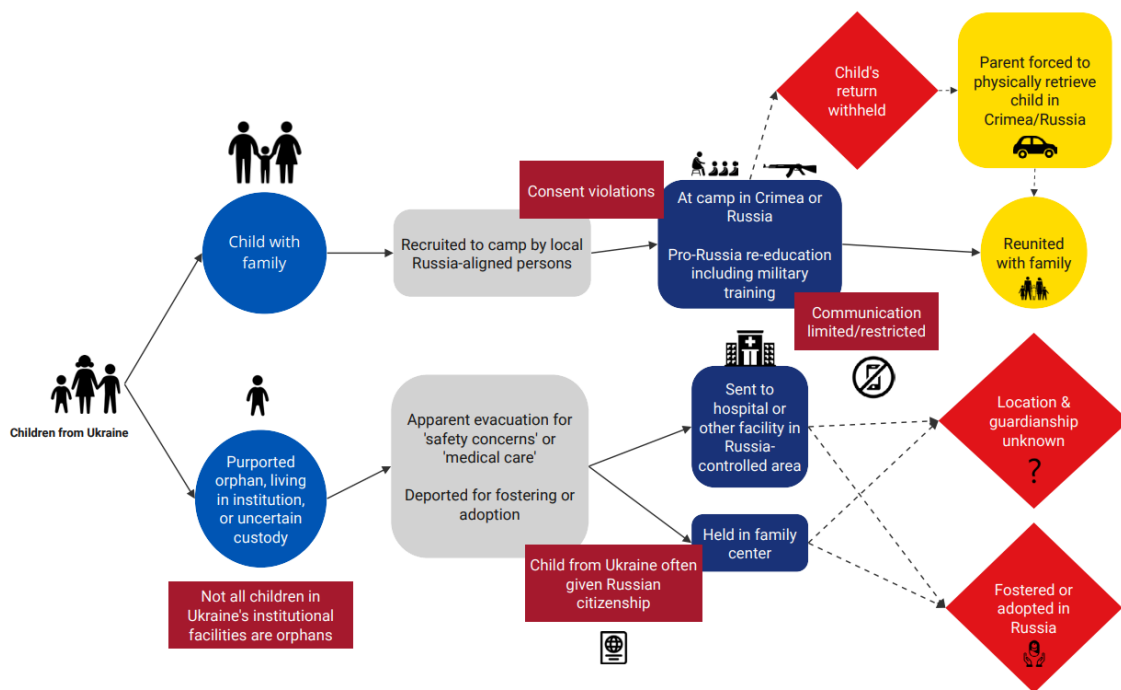 Child's
return
withheld
Parent forced to
physically retrieve
child in
Crimea/Russia
Child with
family
Recruited to camp by local
Russia-aligned persons
Consent violations
At camp in Crimea or
Russia
Pro-Russia re-education
including military
training
Reunited
with family
Communication
limited/restricted
Children from Ukraine
Purported
orphan, living
in institution,
or uncertain
custody
Not all children in
Ukraine's institutional
facilities are orphans
Apparent evacuation for
'safety concerns' or
'medical care'
Deported for fostering or
adoption
Child from Ukraine often
given Russian
citizenship
Sent to
hospital or
other facility in
Russia-
controlled area
Held in family
center
Location &
guardianship
unknown
?
Fostered or
adopted in
Russia